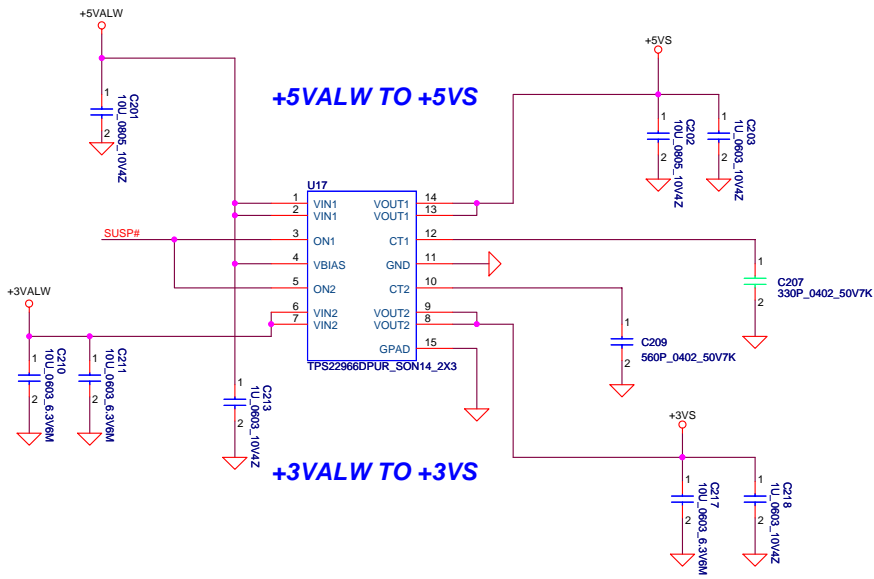 +5VALW
+5VS
+5VALW TO +5VS
1
C201
10U_0805_10V4Z
2
1
C202
10U_0805_10V4Z
2
1
C203
1U_0603_10V4Z
2
U17
1 VIN1 VOUT1 14
2 VIN1 VOUT1 13
SUSP#
3 ON1 CT1 12
4 VBIAS GND 11
5 ON2 CT2 10
6 VIN2 VOUT2 9
7 VIN2 VOUT2 8
GPAD 15
TPS22966DPUR_SON14_2X3
1
C207
330P_0402_50V7K
2
+3VALW
1
C209
560P_0402_50V7K
2
1
C210
10U_0603_6.3V6M
2
1
C211
10U_0603_6.3V6M
2
1
C213
1U_0603_10V4Z
2
+3VALW TO +3VS
+3VS
1
C217
10U_0603_6.3V6M
2
1
C218
1U_0603_10V4Z
2